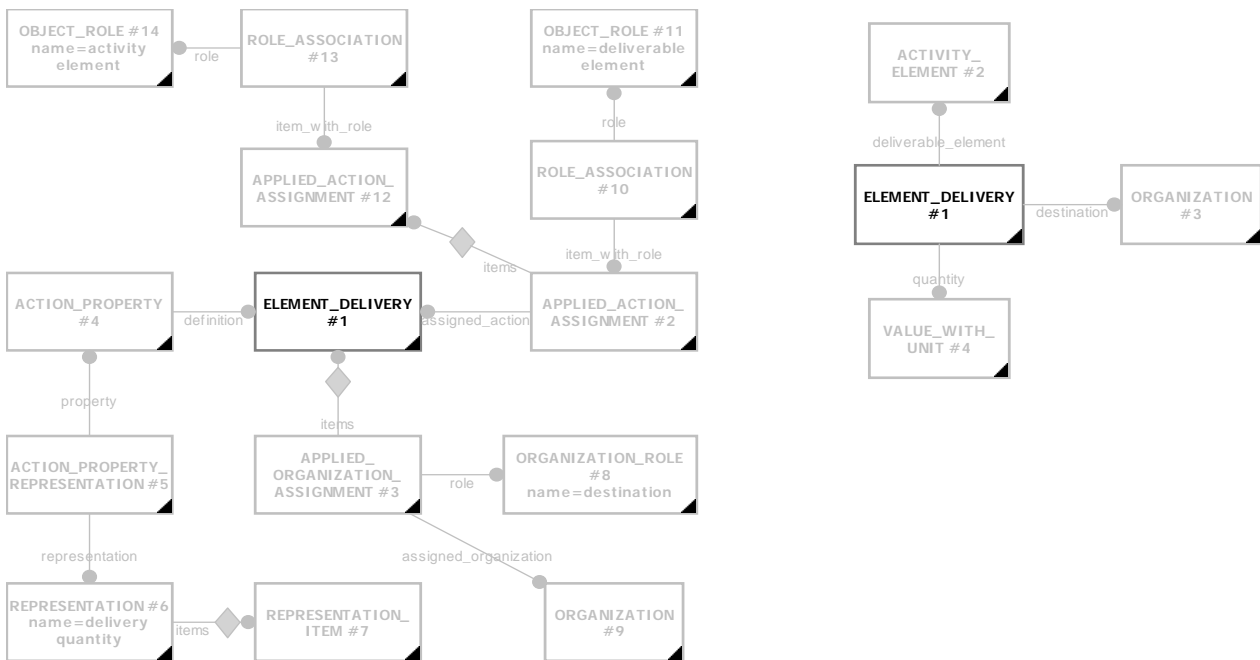 OBJECT_ROLE #14
name=activity
element
role
ROLE_ASSOCIATION
#13
OBJECT_ROLE #11
name=deliverable
element
ACTIVITY_
ELEMENT #2
item_with_role
role
deliverable_element
APPLIED_ACTION_
ASSIGNMENT #12
ROLE_ASSOCIATION
#10
ELEMENT_DELIVERY
#1
destination
ORGANIZATION
#3
items
item_with_role
quantity
ACTION_PROPERTY
#4
definition
ELEMENT_DELIVERY
#1
assigned_action
APPLIED_ACTION_
ASSIGNMENT #2
VALUE_WITH_
UNIT #4
property
items
ACTION_PROPERTY_
REPRESENTATION #5
APPLIED_
ORGANIZATION_
ASSIGNMENT #3
role
ORGANIZATION_ROLE
#8
name=destination
representation
assigned_organization
REPRESENTATION #6
name=delivery
quantity
items
REPRESENTATION_
ITEM #7
ORGANIZATION
#9